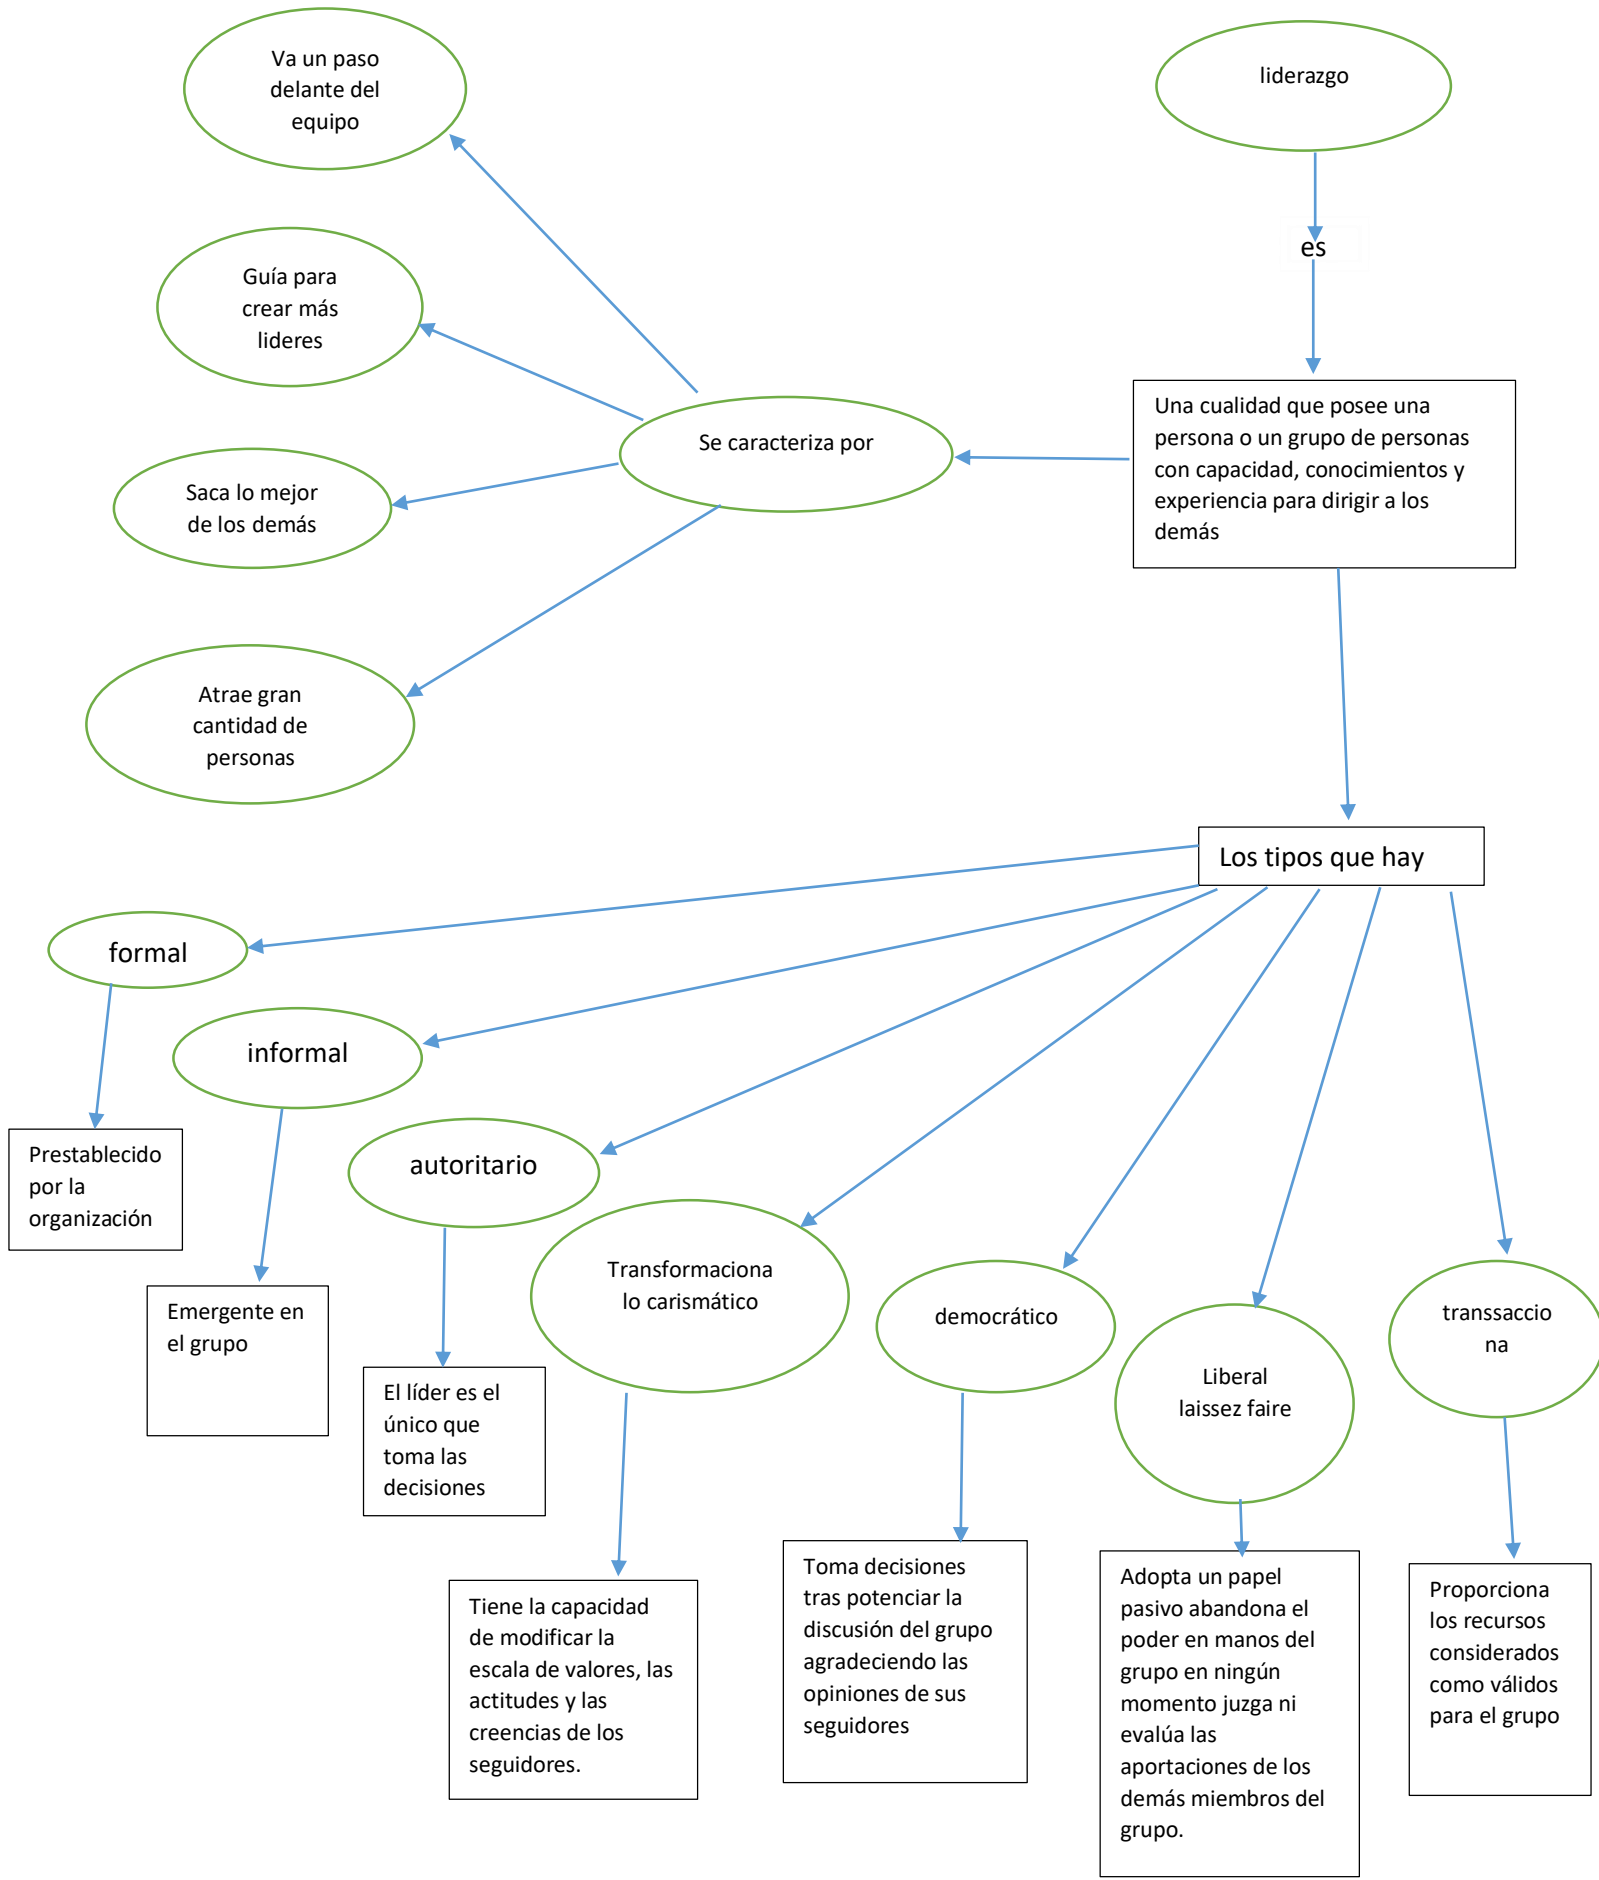 liderazgo
es
Una cualidad que posee una
persona o un grupo de personas
con capacidad, conocimientos y
experiencia para dirigir a los
demás
Se caracteriza por
Va un paso
delante del
equipo
Guía para
crear más
lideres
Saca lo mejor
de los demás
Atrae gran
cantidad de
personas
Los tipos que hay
formal
Prestablecido
por la
organización
informal
Emergente en
el grupo
autoritario
El líder es el
único que
toma las
decisiones
Transformaciona
lo carismático
Tiene la capacidad
de modificar la
escala de valores, las
actitudes y las
creencias de los
seguidores.
democrático
Toma decisiones
tras potenciar la
discusión del grupo
agradeciendo las
opiniones de sus
seguidores
Liberal
laissez faire
Adopta un papel
pasivo abandona el
poder en manos del
grupo en ningún
momento juzga ni
evalúa las
aportaciones de los
demás miembros del
grupo.
transsaccio
na
Proporciona
los recursos
considerados
como válidos
para el grupo